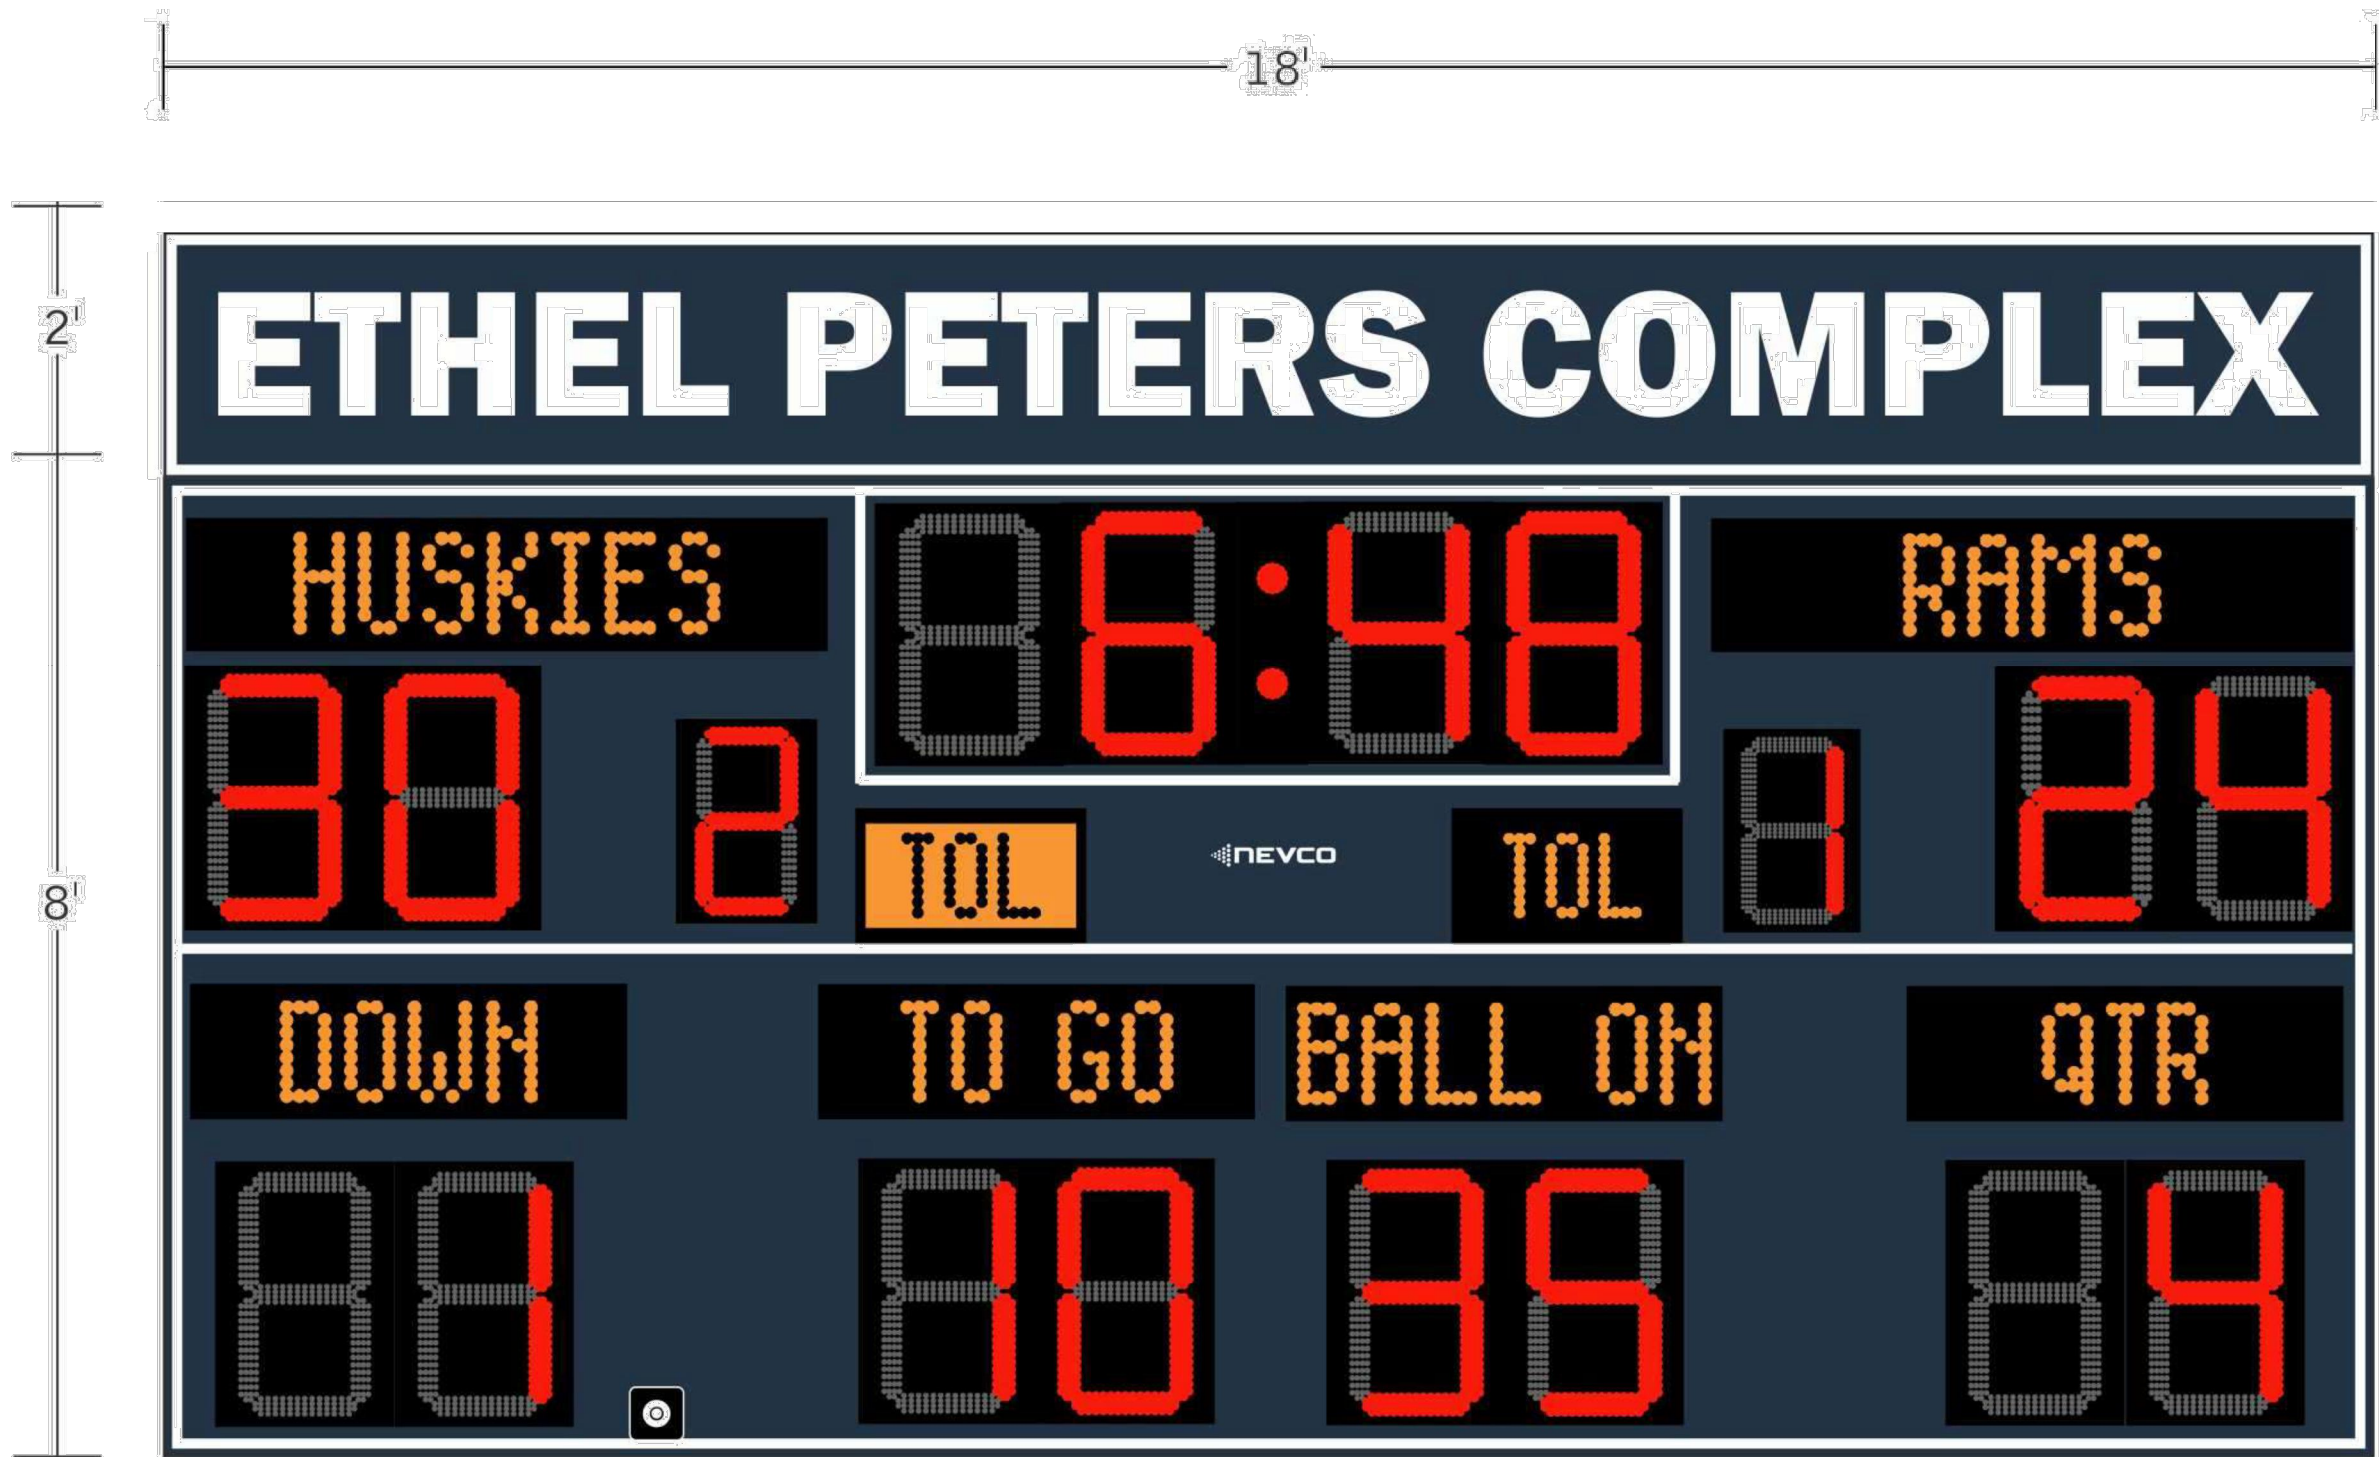 18'
2'
ETHEL PETERS COMPLEX
HUSKIES 6:48 RAMS
30 2 1 24
8'
TOL NEVCO TOL
DOWN TO GO BALL ON QTR
1 10 35 4